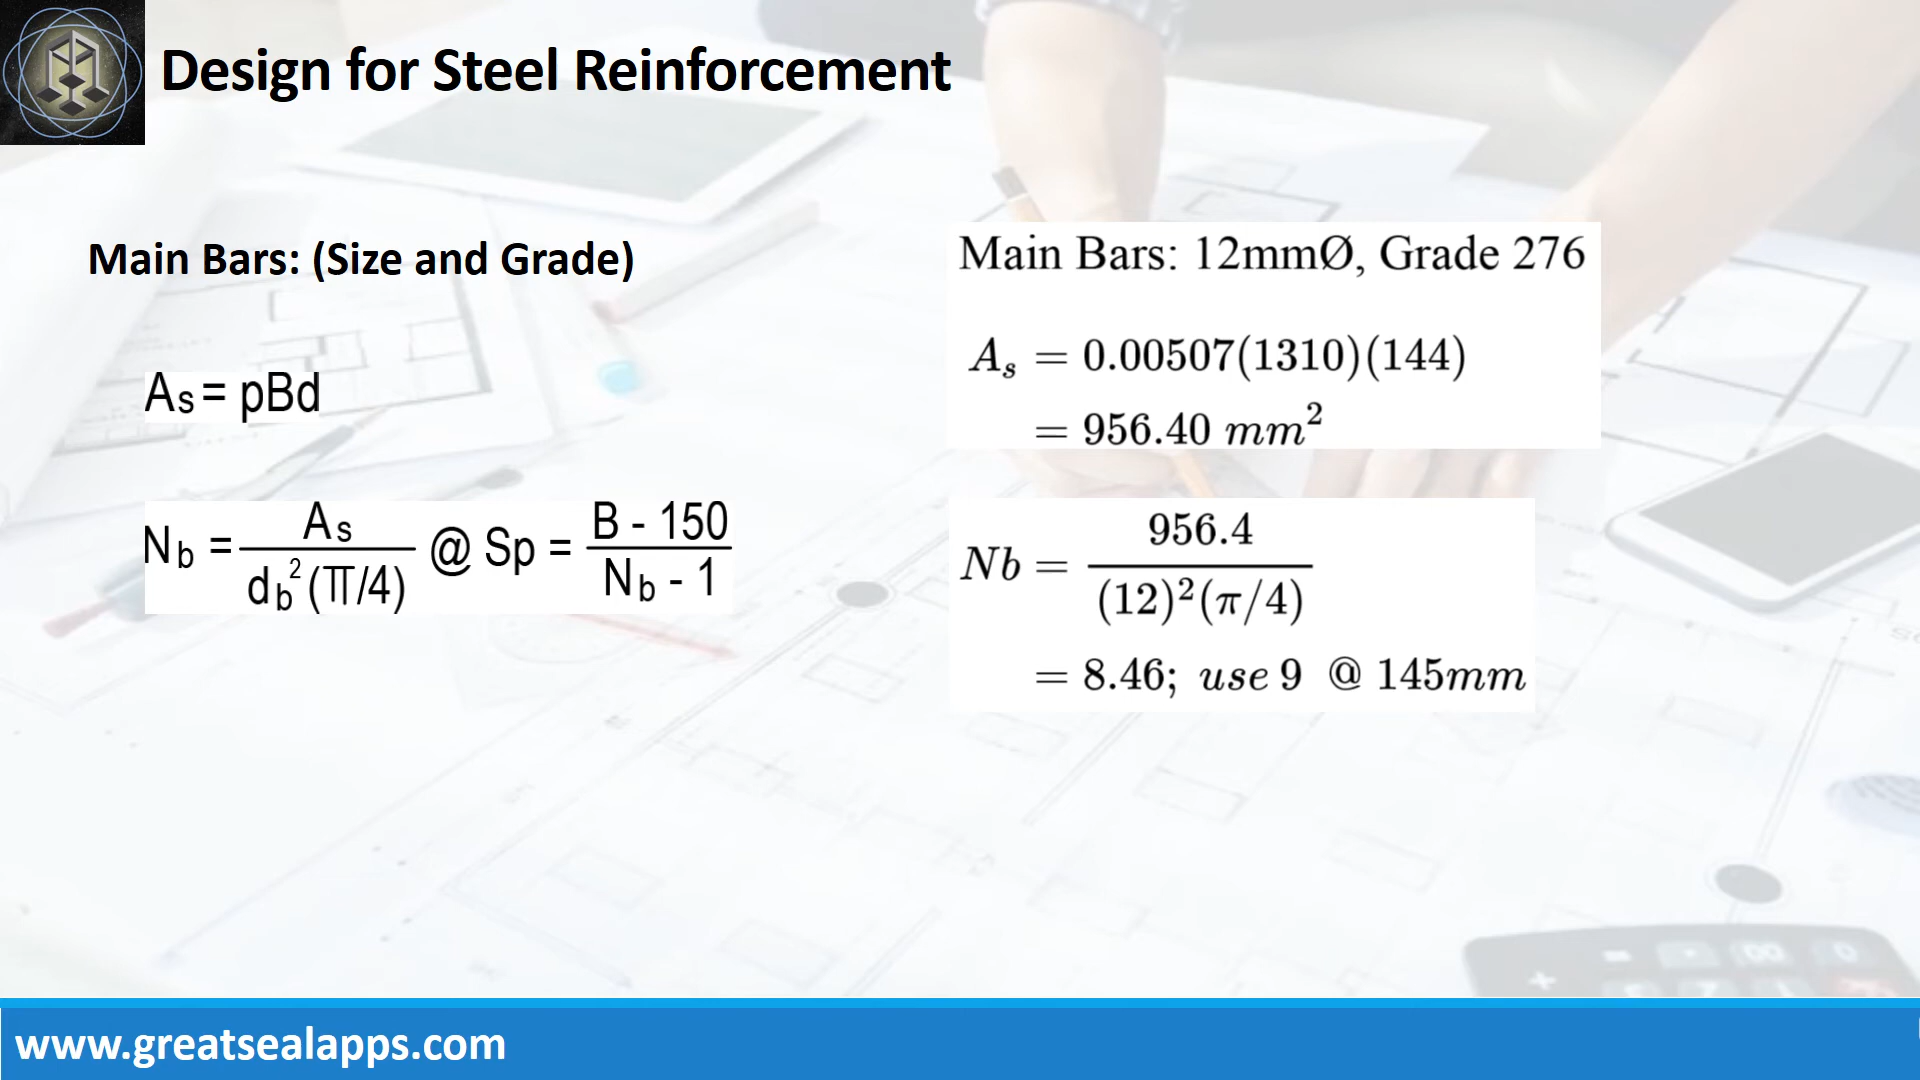 Design for Steel Reinforcement
Main Bars: (Size and Grade)
As = pBd
Nb = As / db²(π/4) @ Sp = B - 150 / Nb - 1
Main Bars: 12mmØ, Grade 276
As = 0.00507(1310)(144)
= 956.40 mm²
Nb = 956.4 / (12)²(π/4)
= 8.46; use 9 @ 145mm
www.greatsealapps.com